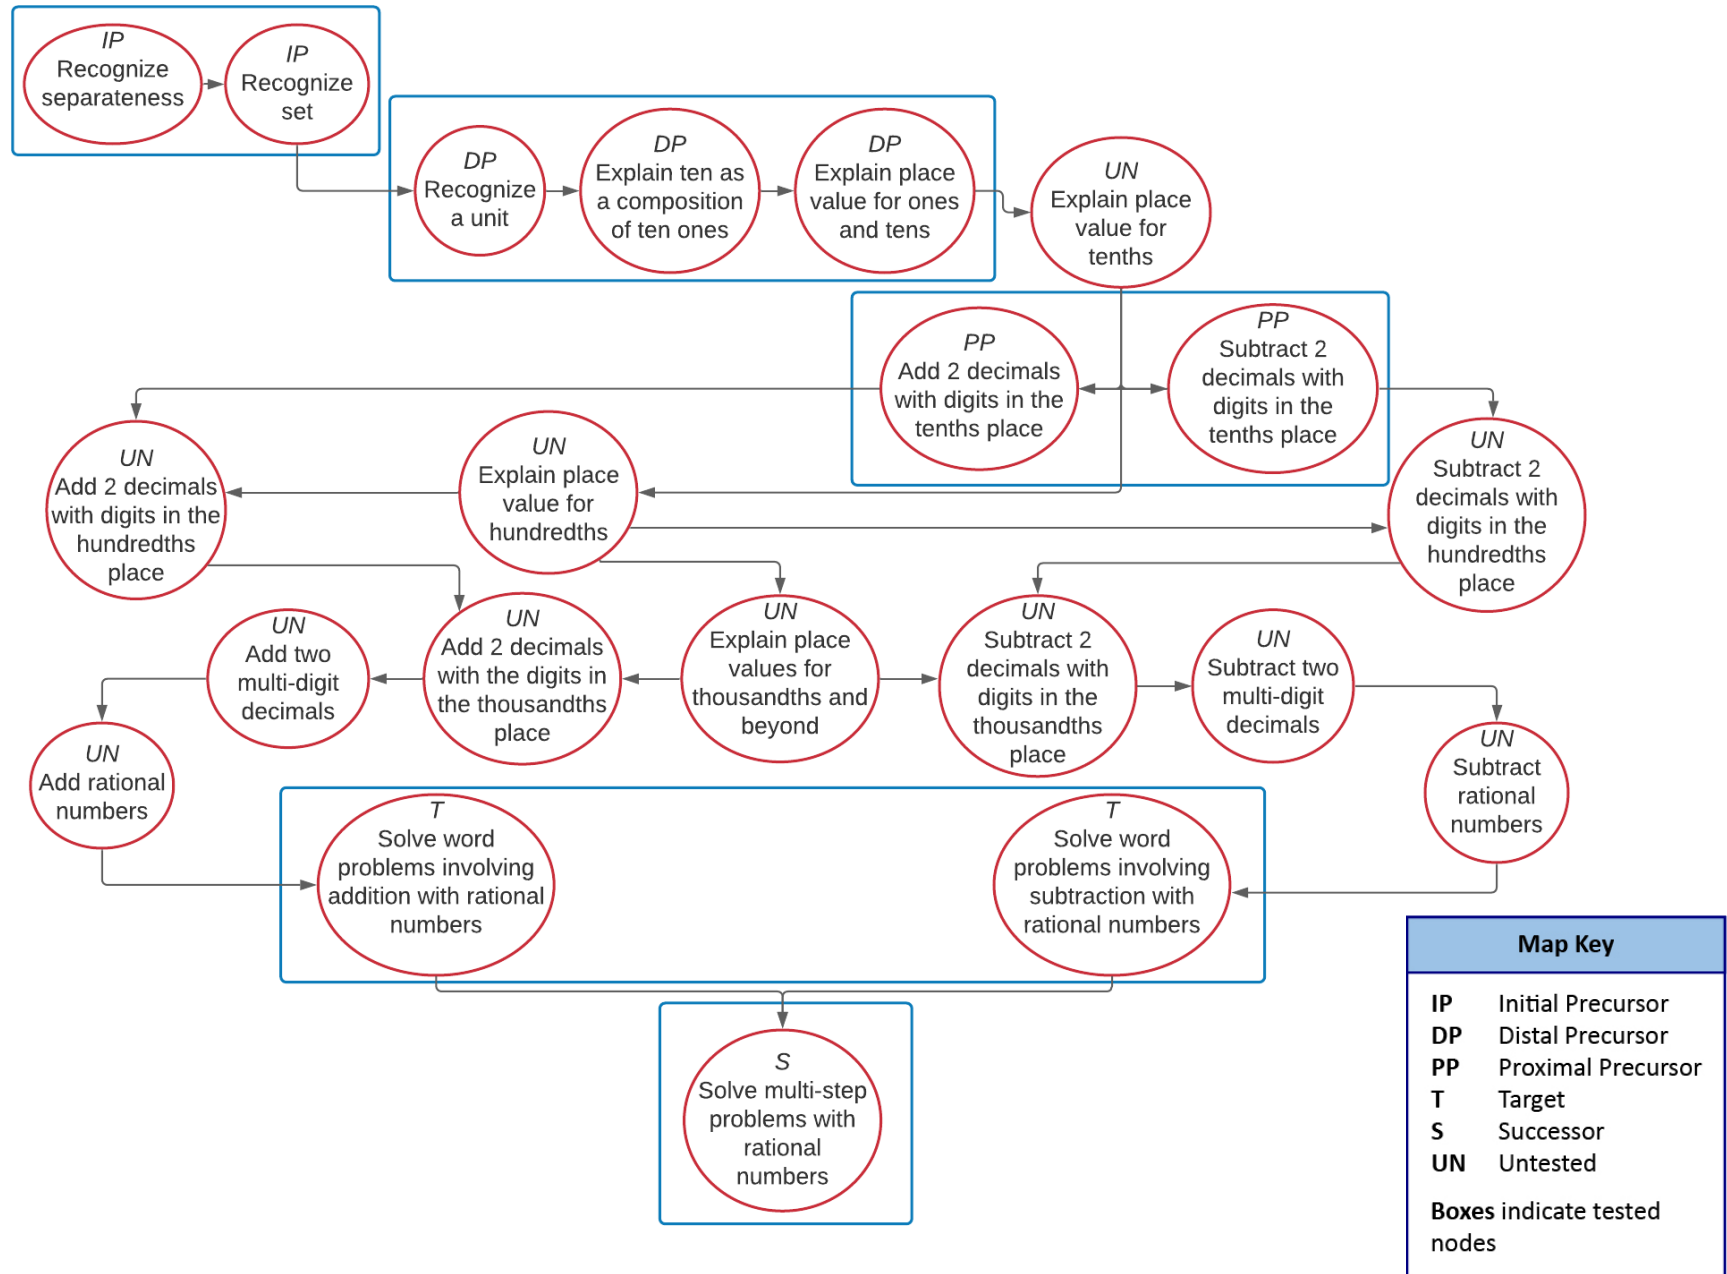 IP
Recognize
separateness
IP
Recognize
set
DP
Recognize
a unit
DP
Explain ten as
a composition
of ten ones
DP
Explain place
value for ones
and tens
UN
Explain place
value for
tenths
PP
Add 2 decimals
with digits in the
tenths place
PP
Subtract 2
decimals with
digits in the
tenths place
UN
Add 2 decimals
with digits in the
hundredths
place
UN
Explain place
value for
hundredths
UN
Subtract 2
decimals with
digits in the
hundredths
place
UN
Add two
multi-digit
decimals
UN
Add 2 decimals
with the digits in
the thousandths
place
UN
Explain place
values for
thousandths and
beyond
UN
Subtract 2
decimals with
digits in the
thousandths
place
UN
Subtract two
multi-digit
decimals
UN
Add rational
numbers
UN
Subtract
rational
numbers
T
Solve word
problems involving
addition with rational
numbers
T
Solve word
problems involving
subtraction with
rational numbers
S
Solve multi-step
problems with
rational
numbers
Map Key
IP Initial Precursor
DP Distal Precursor
PP Proximal Precursor
T Target
S Successor
UN Untested
Boxes indicate tested
nodes